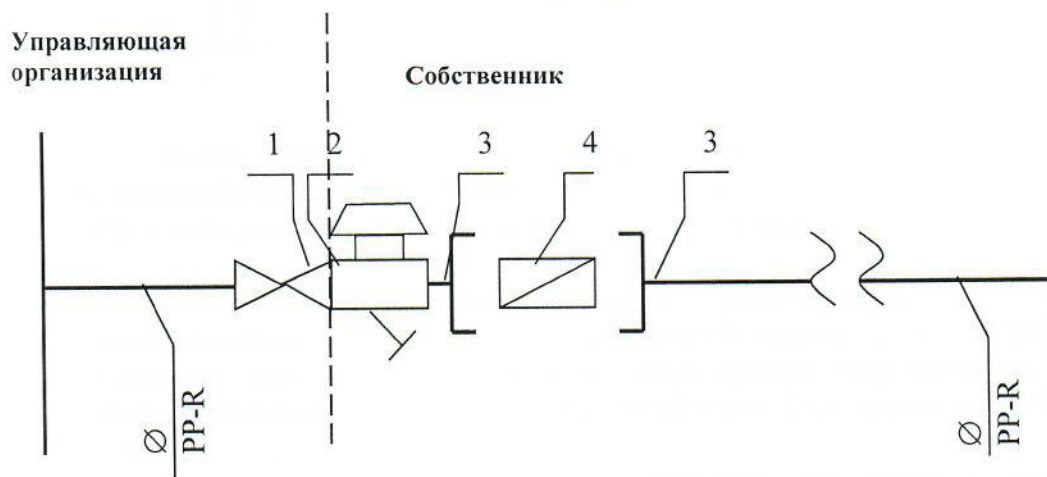 Управляющая
организация
Собственник
1
2
3
4
3
Ø
PP-R
Ø
PP-R